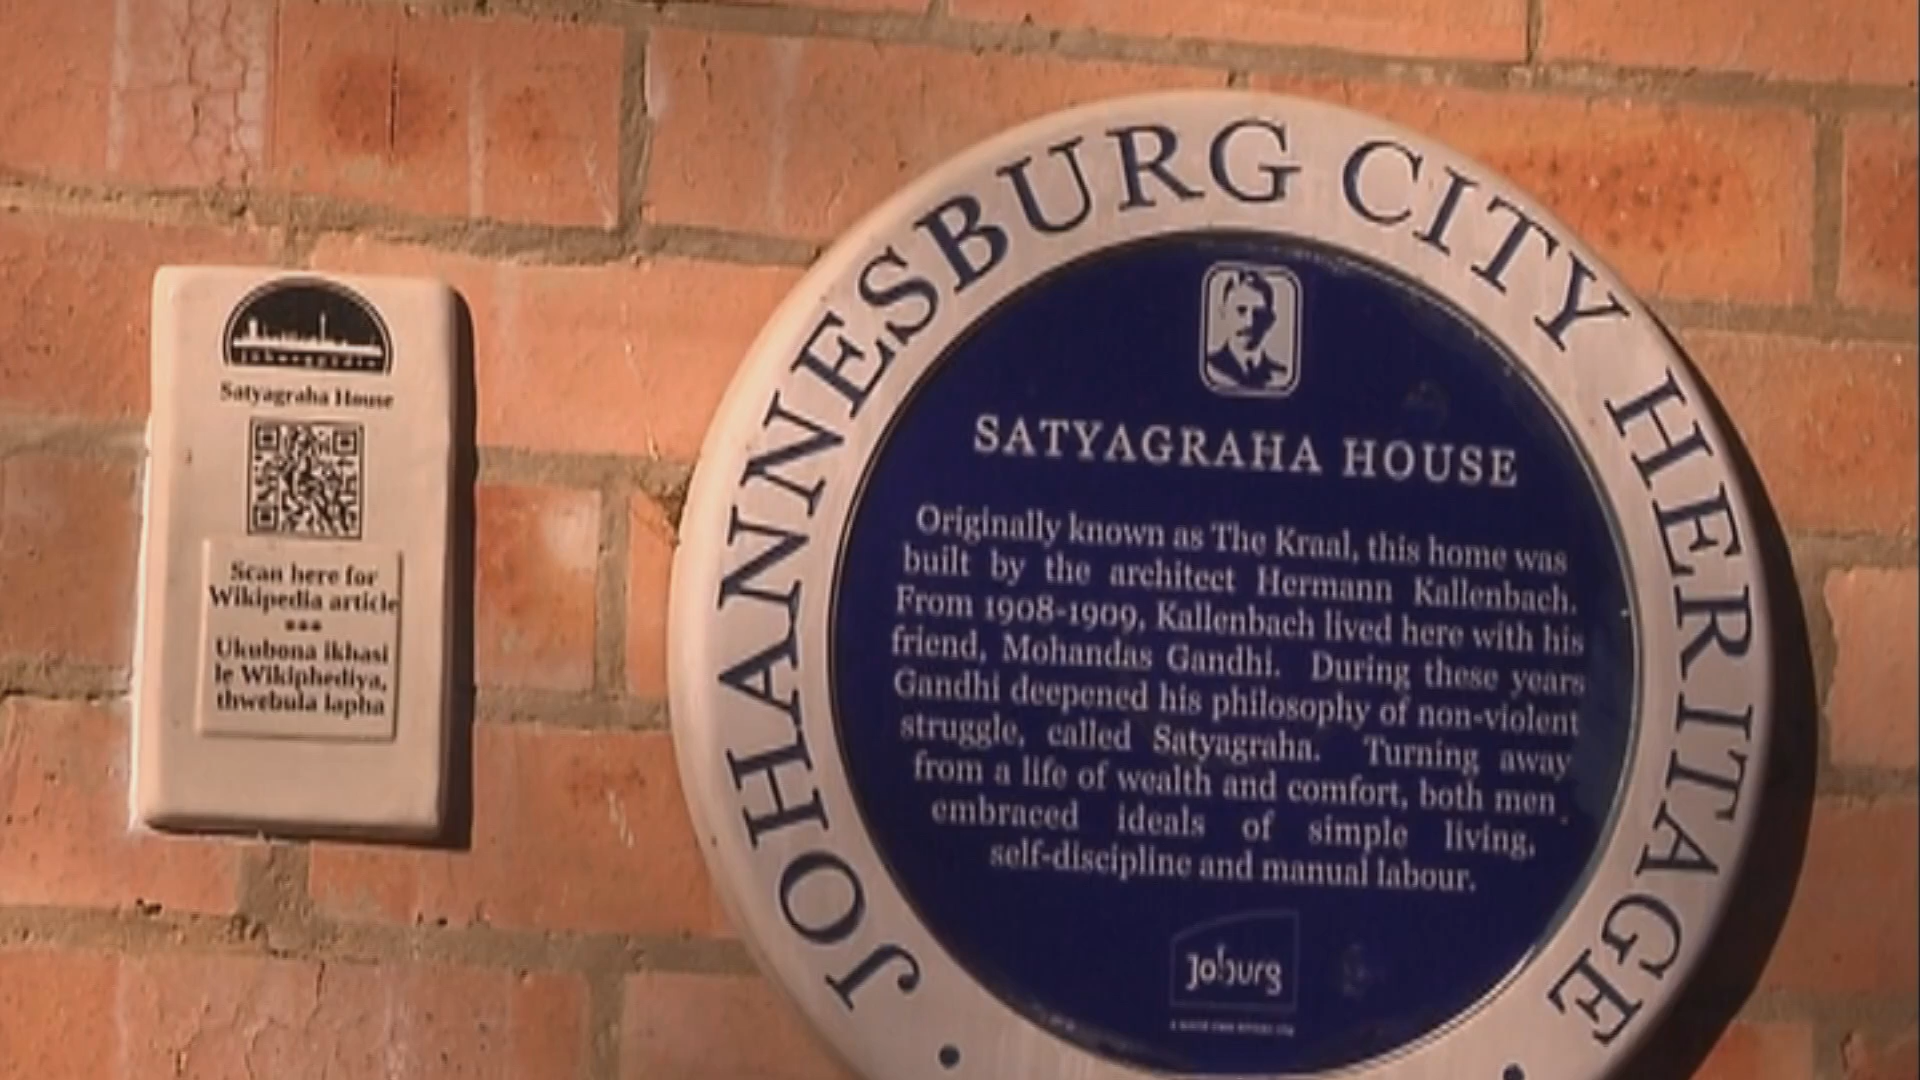 Joburgpedia
Satyagraha House
Scan here for
Wikipedia article
***
Ukubona ikhasi
le Wikiphediya,
thwebula lapha
JOHANNESBURG CITY HERITAGE
SATYAGRAHA HOUSE
Originally known as The Kraal, this home was
built by the architect Hermann Kallenbach.
From 1908-1909, Kallenbach lived here with his
friend, Mohandas Gandhi. During these years
Gandhi deepened his philosophy of non-violent
struggle, called Satyagraha. Turning away
from a life of wealth and comfort, both men
embraced ideals of simple living,
self-discipline and manual labour.
Joburg